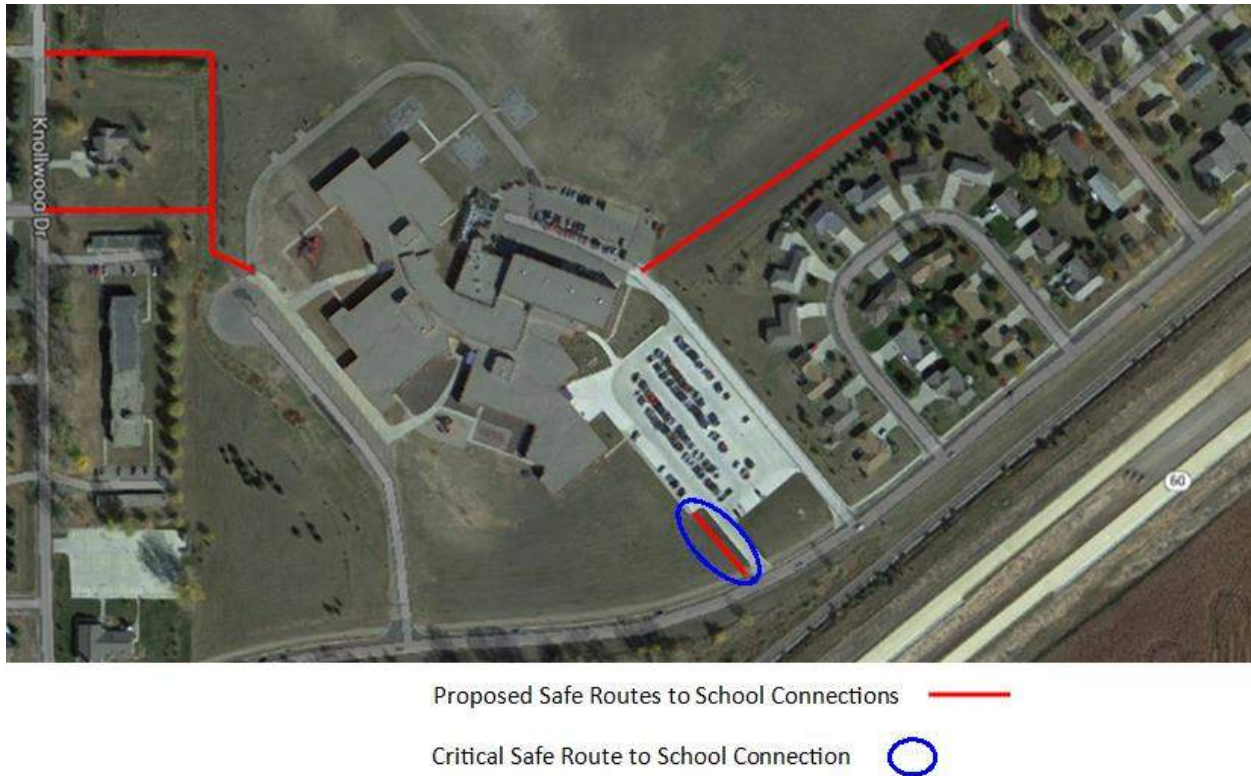 Knollwood Dr
60
Proposed Safe Routes to School Connections
Critical Safe Route to School Connection